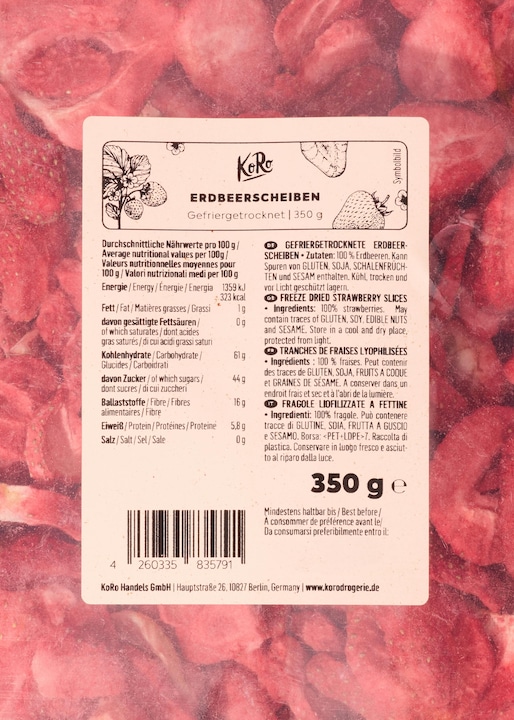 KoRo
ERDBEERSCHEIBEN
Gefriergetrocknet | 350 g
Symbolbild
Durchschnittliche Nährwerte pro 100 g /
Average nutritional values per 100g /
Valeurs nutritionnelles moyennes pour
100 g / Valori nutrizionali medi per 100 g
Energie / Energy / Énergie / Energia 1359 kJ
323 kcal
Fett / Fat / Matières grasses / Grassi 1 g
davon gesättigte Fettsäuren / 0 g
of which saturates / dont acides
gras saturés / di cui acidi grassi saturi
Kohlenhydrate / Carbohydrate / 61 g
Glucides / Carboidrati
davon Zucker / of which sugars / 44 g
dont sucres / di cui zuccheri
Ballaststoffe / Fibre / Fibres 16 g
alimentaires / Fibre
Eiweiß / Protein / Protéines / Proteine 5,8 g
Salz / Salt / Sel / Sale 0 g
DE GEFRIERGETROCKNETE ERDBEER-
SCHEIBEN • Zutaten: 100 % Erdbeeren. Kann
Spuren von GLUTEN, SOJA, SCHALENFRÜCH-
TEN und SESAM enthalten. Kühl, trocken und
vor Licht geschützt lagern.
GB FREEZE DRIED STRAWBERRY SLICES
• Ingredients: 100% strawberries. May
contain traces of GLUTEN, SOY, EDIBLE NUTS
and SESAME. Store in a cool and dry place,
protected from light.
FR TRANCHES DE FRAISES LYOPHILISÉES
• Ingrédients : 100 % fraises. Peut contenir
des traces de GLUTEN, SOJA, FRUITS A COQUE
et GRAINES DE SÉSAME. A conserver dans un
endroit frais et sec et à l'abri de la lumière.
IT FRAGOLE LIOFILIZZATE A FETTINE
• Ingredienti: 100% fragole. Può contenere
tracce di GLUTINE, SOIA, FRUTTA A GUSCIO
e SESAMO. Borsa: <PET+LDPE>7. Raccolta di
plastica. Conservare in luogo fresco e asciut-
to al riparo dalla luce.
350 g e
Mindestens haltbar bis / Best before /
À consommer de préférence avant le/
Da consumarsi preferibilmente entro il:
4 260335 835791
KoRo Handels GmbH | Hauptstraße 26, 10827 Berlin, Germany | www.korodrogerie.de